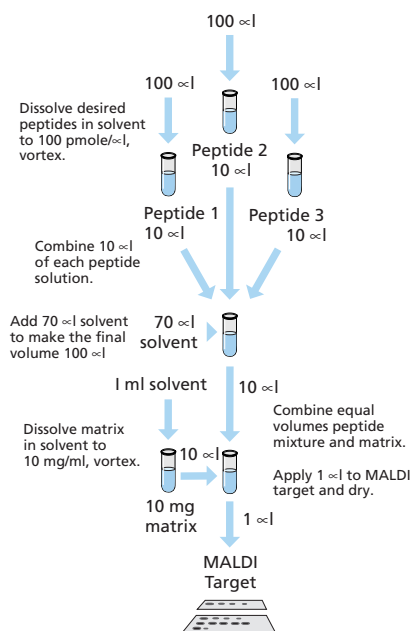 100 ∝l
100 ∝l
100 ∝l
Dissolve desired
peptides in solvent
to 100 pmole/∝l,
vortex.
Peptide 2
10 ∝l
Peptide 1
10 ∝l
Peptide 3
10 ∝l
Combine 10 ∝l
of each peptide
solution.
Add 70 ∝l solvent
to make the final
volume 100 ∝l
70 ∝l
solvent
I ml solvent
10 ∝l
Dissolve matrix
in solvent to
10 mg/ml, vortex.
10 ∝l
Combine equal
volumes peptide
mixture and matrix.
Apply 1 ∝l to MALDI
target and dry.
10 mg
matrix
1 ∝l
MALDI
Target